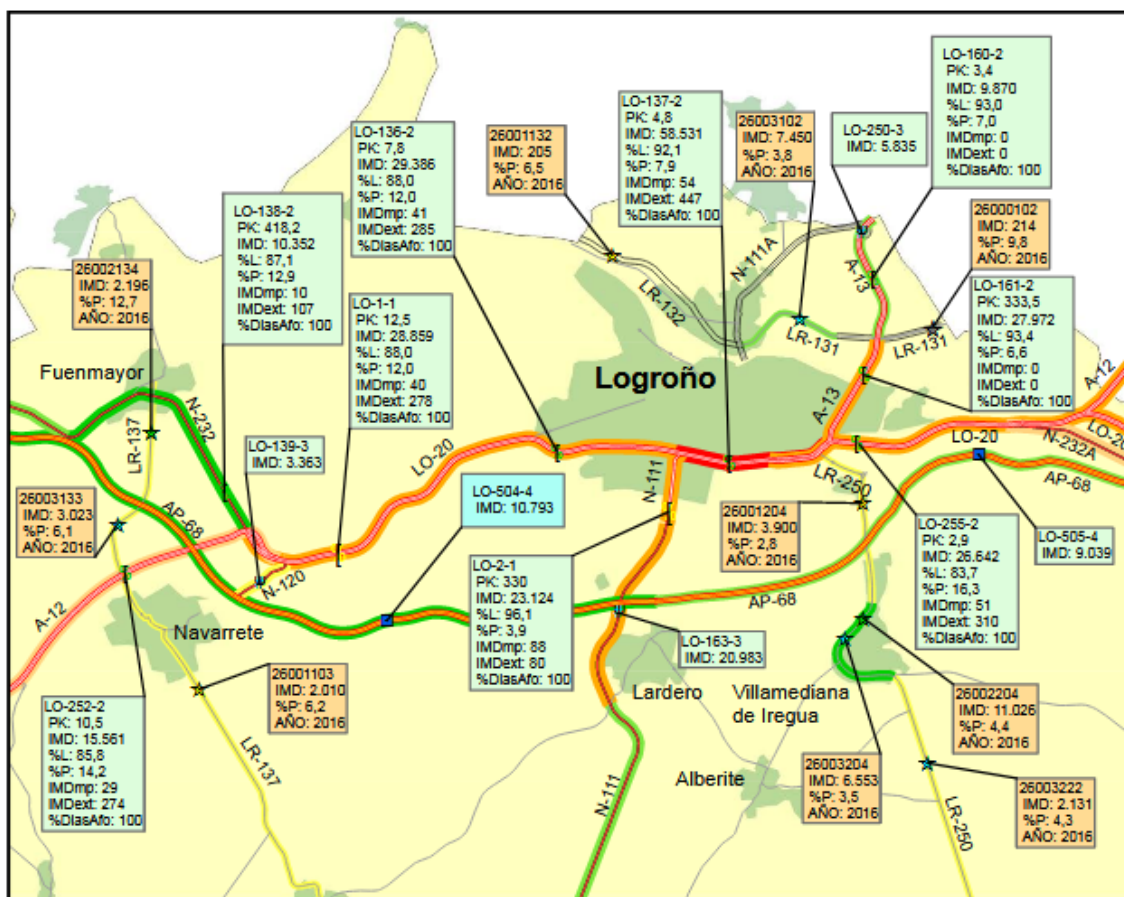 LO-160-2
PK: 3,4
IMD: 9.870
%L: 93,0
%P: 7,0
IMDmp: 0
IMDext: 0
%DiasAfo: 100
LO-137-2
PK: 4,8
IMD: 58.531
%L: 92,1
%P: 7,9
IMDmp: 54
IMDext: 447
%DiasAfo: 100
26001132
IMD: 205
%P: 6,5
AÑO: 2016
26003102
IMD: 7.450
%P: 3,8
AÑO: 2016
LO-250-3
IMD: 5.835
LO-136-2
PK: 7,8
IMD: 29.386
%L: 88,0
%P: 12,0
IMDmp: 41
IMDext: 285
%DiasAfo: 100
LO-138-2
PK: 418,2
IMD: 10.352
%L: 87,1
%P: 12,9
IMDmp: 10
IMDext: 107
%DiasAfo: 100
26000102
IMD: 214
%P: 9,8
AÑO: 2016
26002134
IMD: 2.196
%P: 12,7
AÑO: 2016
LO-1-1
PK: 12,5
IMD: 28.859
%L: 88,0
%P: 12,0
IMDmp: 40
IMDext: 278
%DiasAfo: 100
LO-161-2
PK: 333,5
IMD: 27.972
%L: 93,4
%P: 6,6
IMDmp: 0
IMDext: 0
%DiasAfo: 100
N-111A
A-13
LR-132
LR-131
LR-131
Fuenmayor
Logroño
A-12
N-232
LR-137
A-13
LO-20
LO-20
LO-20
N-232A
LO-139-3
IMD: 3.363
N-111
LR-250
AP-68
26003133
IMD: 3.023
%P: 6,1
AÑO: 2016
AP-68
LO-504-4
IMD: 10.793
26001204
IMD: 3.900
%P: 2,8
AÑO: 2016
LO-255-2
PK: 2,9
IMD: 26.642
%L: 83,7
%P: 16,3
IMDmp: 51
IMDext: 310
%DiasAfo: 100
LO-505-4
IMD: 9.039
LO-2-1
PK: 330
IMD: 23.124
%L: 96,1
%P: 3,9
IMDmp: 88
IMDext: 80
%DiasAfo: 100
N-120
A-12
AP-68
Navarrete
LO-163-3
IMD: 20.983
26001103
IMD: 2.010
%P: 6,2
AÑO: 2016
Lardero
Villamediana
de Iregua
26002204
IMD: 11.026
%P: 4,4
AÑO: 2016
LO-252-2
PK: 10,5
IMD: 15.561
%L: 85,8
%P: 14,2
IMDmp: 29
IMDext: 274
%DiasAfo: 100
LR-137
N-111
Alberite
26003204
IMD: 6.553
%P: 3,5
AÑO: 2016
26003222
IMD: 2.131
%P: 4,3
AÑO: 2016
LR-250